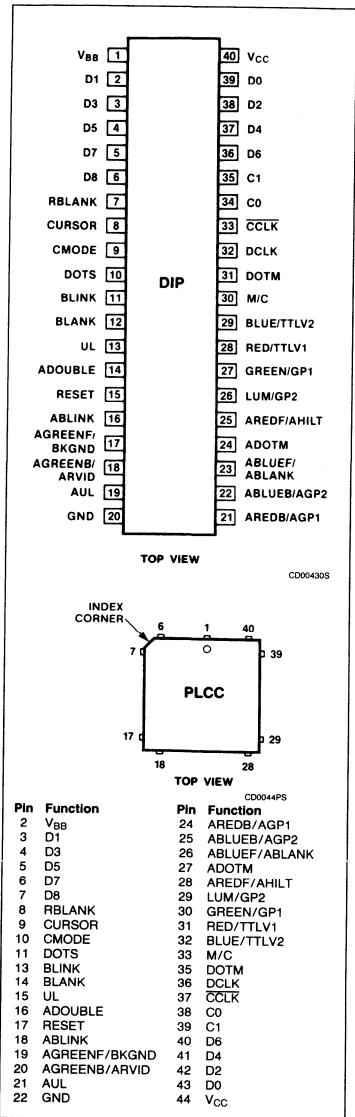 V_BB 1 40 V_CC
D1 2 39 D0
D3 3 38 D2
D5 4 37 D4
D7 5 36 D6
D8 6 35 C1
RBLANK 7 34 C0
CURSOR 8 33 C̅C̅L̅K̅
CMODE 9 32 DCLK
DOTS 10 31 DOTM
BLINK 11 DIP 30 M/C
BLANK 12 29 BLUE/TTLV2
UL 13 28 RED/TTLV1
ADOUBLE 14 27 GREEN/GP1
RESET 15 26 LUM/GP2
ABLINK 16 25 AREDF/AHILT
AGREENF/
BKGND 17 24 ADOTM
AGREENB/
ARVID 18 23 ABLUEF/
ABLANK
AUL 19 22 ABLUEB/AGP2
GND 20 21 AREDB/AGP1
TOP VIEW
CD00430S
INDEX
CORNER
6 1 40
7 39
PLCC
17 29
18 28
TOP VIEW
CD0044PS
Pin Function Pin Function
2 V_BB 24 AREDB/AGP1
3 D1 25 ABLUEB/AGP2
4 D3 26 ABLUEF/ABLANK
5 D5 27 ADOTM
6 D7 28 AREDF/AHILT
7 D8 29 LUM/GP2
8 RBLANK 30 GREEN/GP1
9 CURSOR 31 RED/TTLV1
10 CMODE 32 BLUE/TTLV2
11 DOTS 33 M/C
13 BLINK 35 DOTM
14 BLANK 36 DCLK
15 UL 37 C̅C̅L̅K̅
16 ADOUBLE 38 C0
17 RESET 39 C1
18 ABLINK 40 D6
19 AGREENF/BKGND 41 D4
20 AGREENB/ARVID 42 D2
21 AUL 43 D0
22 GND 44 V_CC